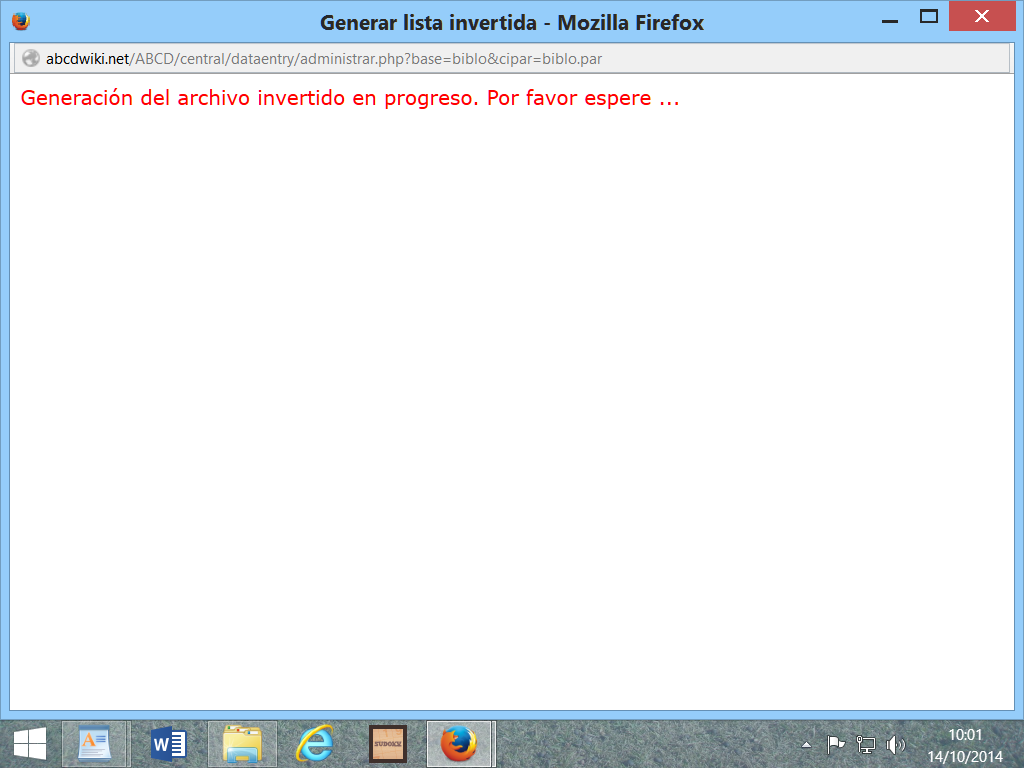 Generar lista invertida - Mozilla Firefox
abcdwiki.net/ABCD/central/dataentry/administrar.php?base=biblo&cipar=biblo.par
Generación del archivo invertido en progreso. Por favor espere ...
SUDOKU
10:01
14/10/2014